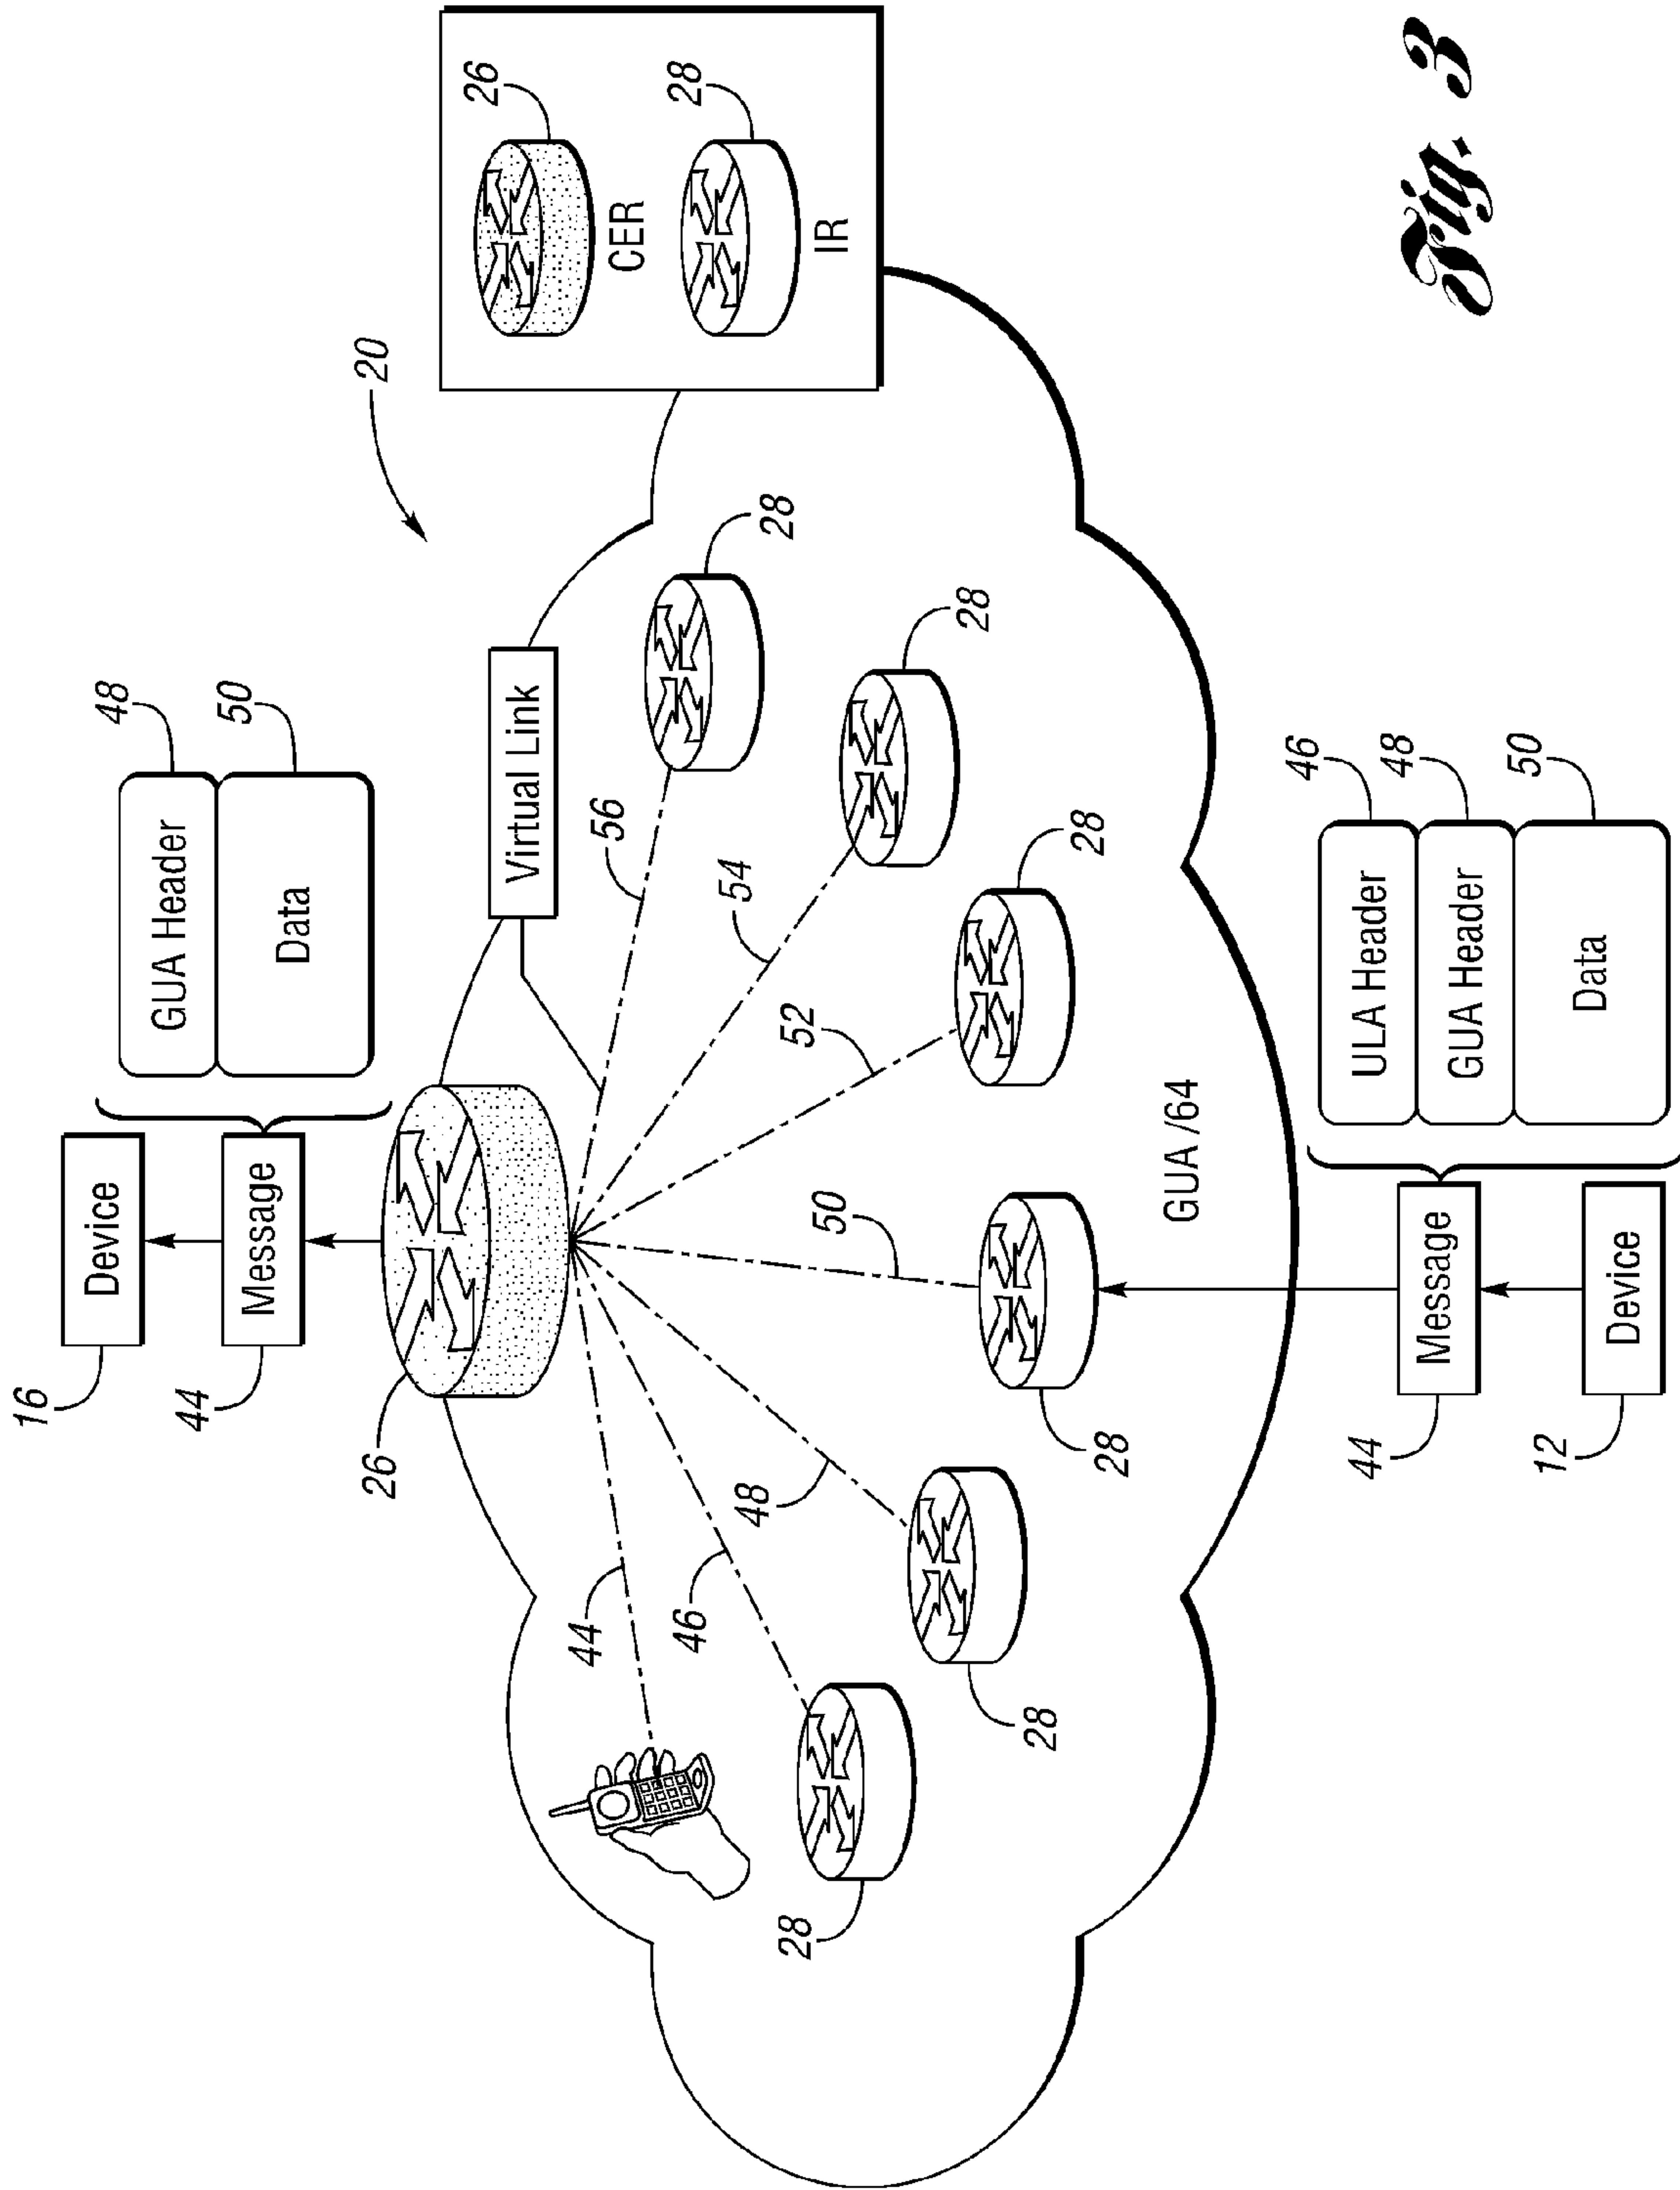 16
Device
48
GUA Header
44
50
Message
Data
20
26
26
Virtual Link
44
56
CER
28
46
54
48
28
28
52
50
IR
28
28
28
28
GUA /64
46
44
ULA Header
48
Message
GUA Header
50
12
Data
Device
Fig. 3